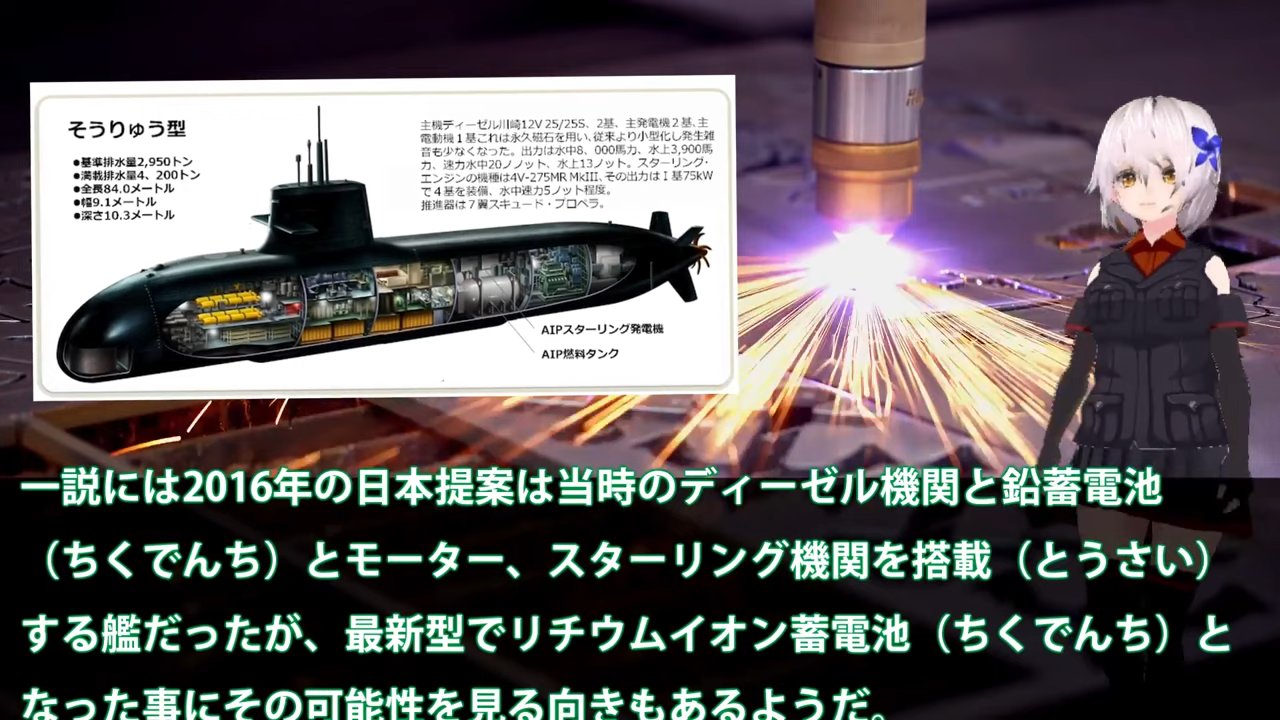 そうりゅう型
●基準排水量2,950トン
●満載排水量4、200トン
●全長84.0メートル
●幅9.1メートル
●深さ10.3メートル
主機ディーゼル川崎12V 25/25S、2基、主発電機2基、主
電動機1基これは永久磁石を用い、従来より小型化し発生雑
音も少なくなった。出力は水中8、000馬力、水上3,900馬
力、速力水中20ノノット、水上13ノット。スターリング・
エンジンの機種は4V-275MR MkIII、その出力はI基75kW
で4基を装備、水中速力5ノット程度。
推進器は7翼スキュード・プロペラ。
AIPスターリング発電機
AIP燃料タンク
一説には2016年の日本提案は当時のディーゼル機関と鉛蓄電池
（ちくでんち）とモーター、スターリング機関を搭載（とうさい）
する艦だったが、最新型でリチウムイオン蓄電池（ちくでんち）と
なった事にその可能性を見る向きもあるようだ。